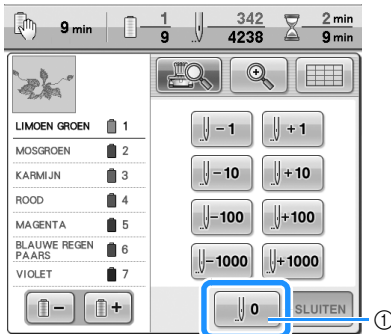 9 min 1 342 2 min
9 4238 9 min
LIMOEN GROEN 1
MOSGROEN 2
KARMIJN 3
ROOD 4
MAGENTA 5
BLAUWE REGEN PAARS 6
VIOLET 7
− 1 + 1
− 10 + 10
−100 +100
−1000 +1000
− + 0 SLUITEN 1